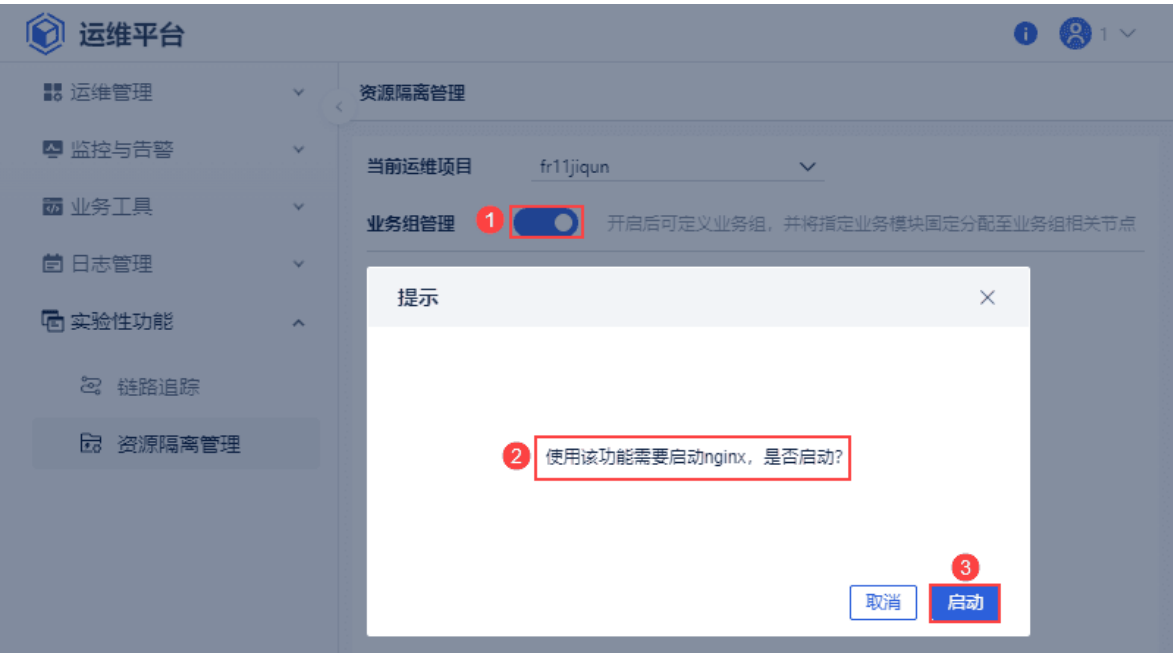 运维平台
1
运维管理
资源隔离管理
监控与告警
当前运维项目 fr11jiqun
业务工具
业务组管理 1 开启后可定义业务组，并将指定业务模块固定分配至业务组相关节点
日志管理
提示
实验性功能
链路追踪
资源隔离管理
2 使用该功能需要启动nginx，是否启动?
3
取消 启动